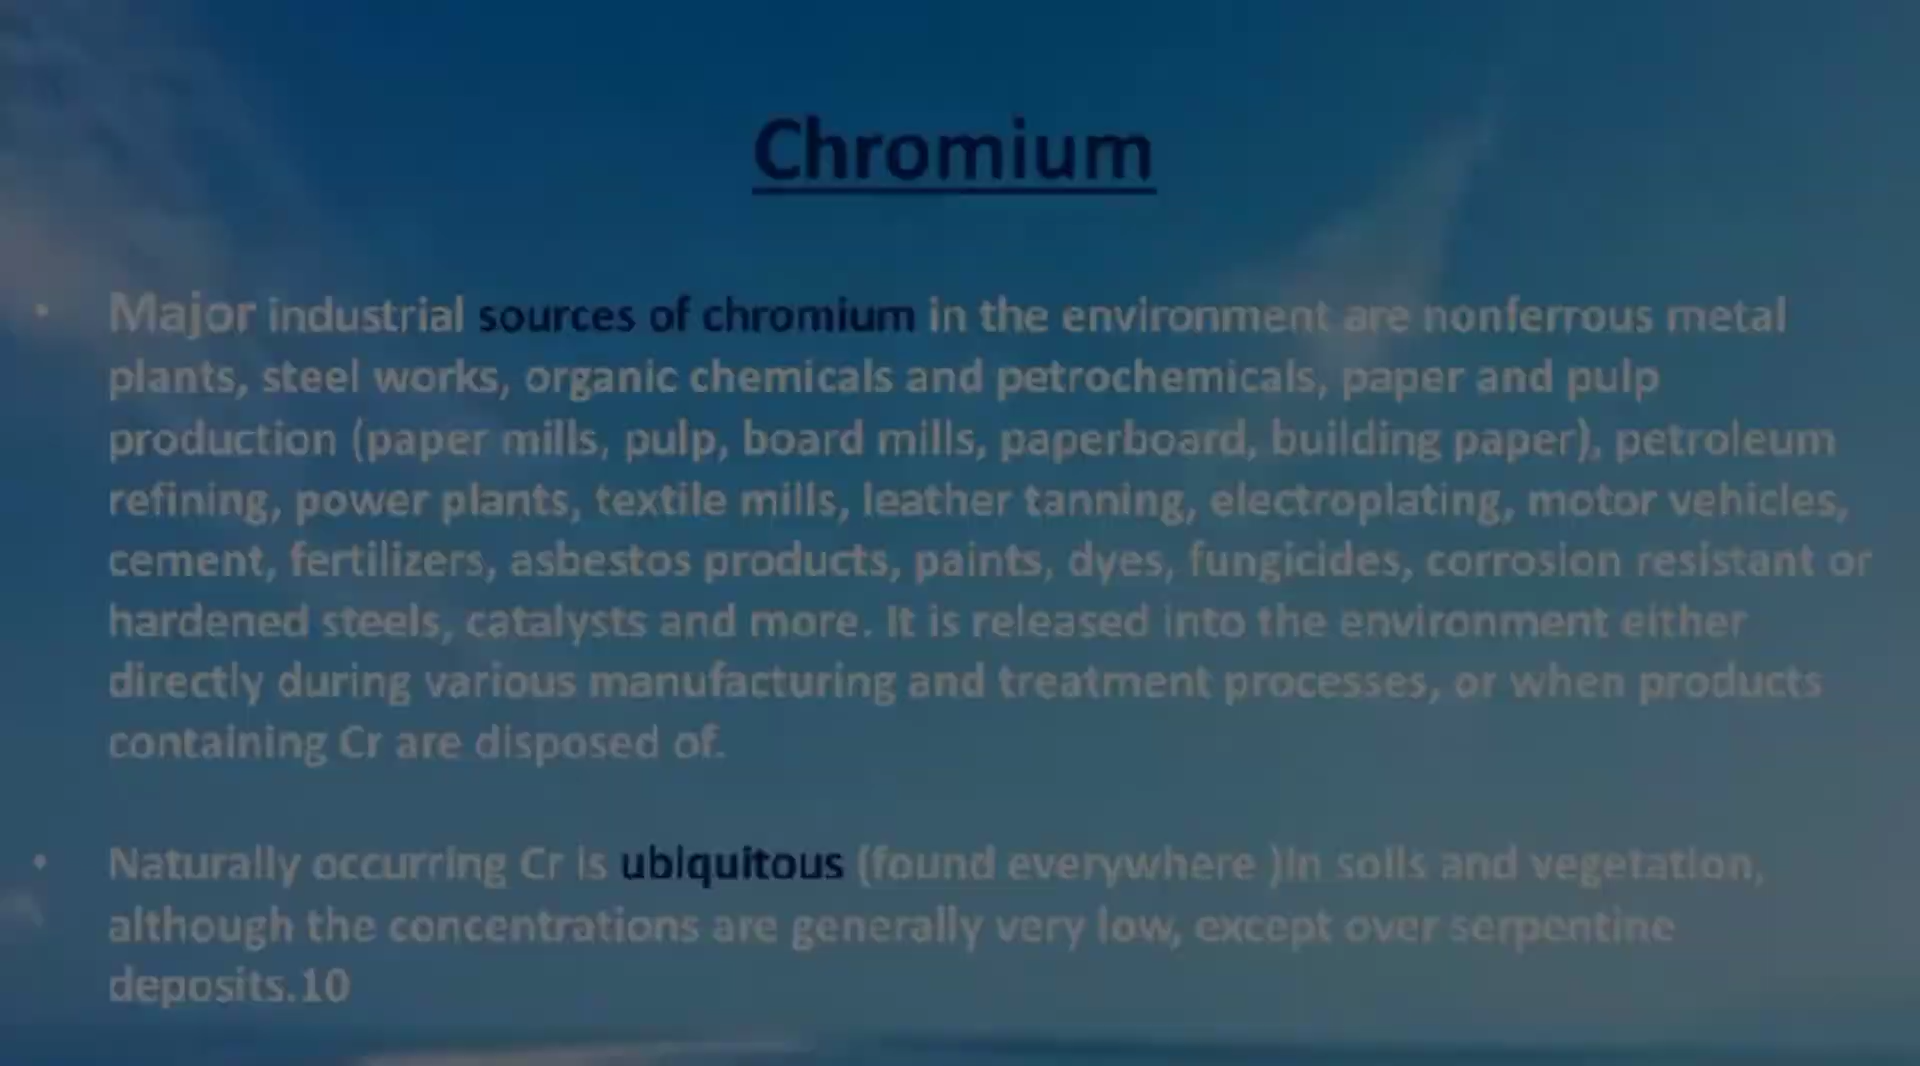 Chromium
• Major industrial sources of chromium in the environment are nonferrous metal
plants, steel works, organic chemicals and petrochemicals, paper and pulp
production (paper mills, pulp, board mills, paperboard, building paper), petroleum
refining, power plants, textile mills, leather tanning, electroplating, motor vehicles,
cement, fertilizers, asbestos products, paints, dyes, fungicides, corrosion resistant or
hardened steels, catalysts and more. It is released into the environment either
directly during various manufacturing and treatment processes, or when products
containing Cr are disposed of.
• Naturally occurring Cr is ubiquitous (found everywhere )in soils and vegetation,
although the concentrations are generally very low, except over serpentine
deposits.10